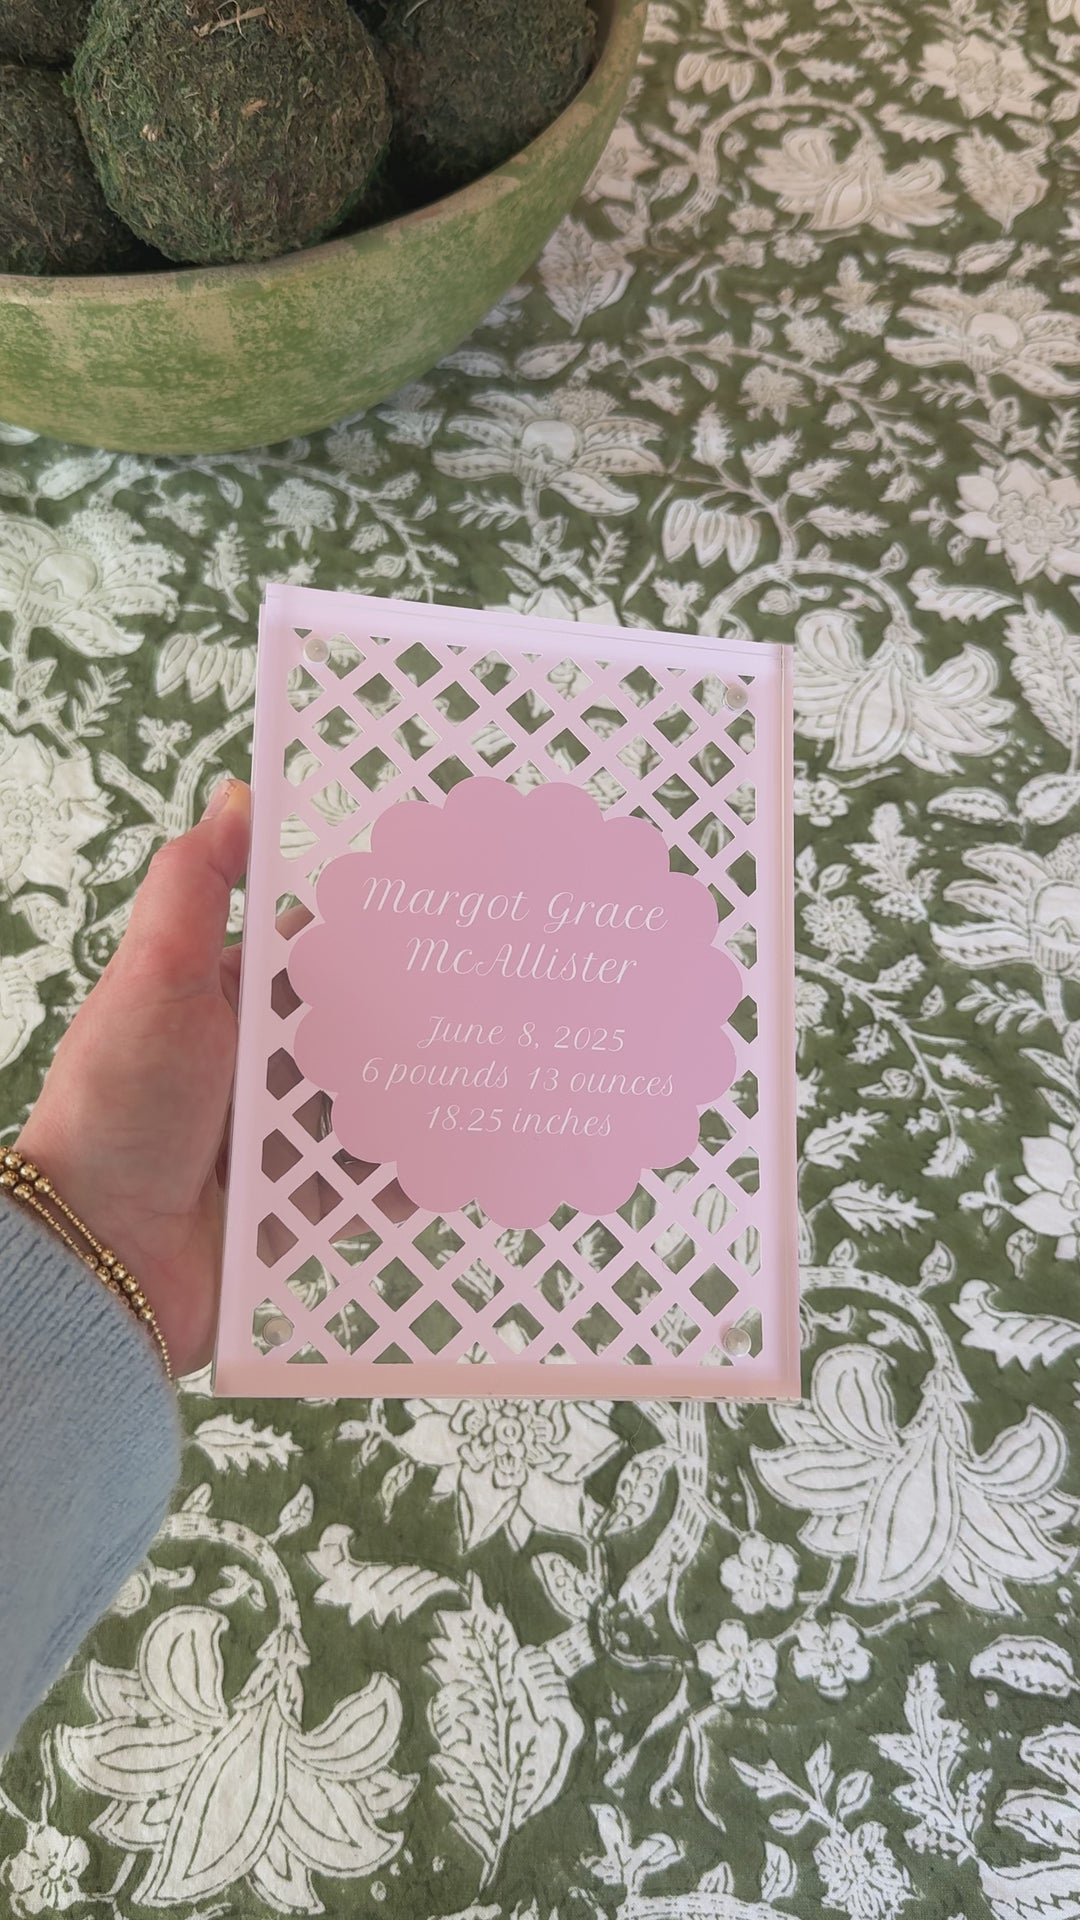 Margot Grace
McAllister
June 8, 2025
6 pounds 13 ounces
18.25 inches